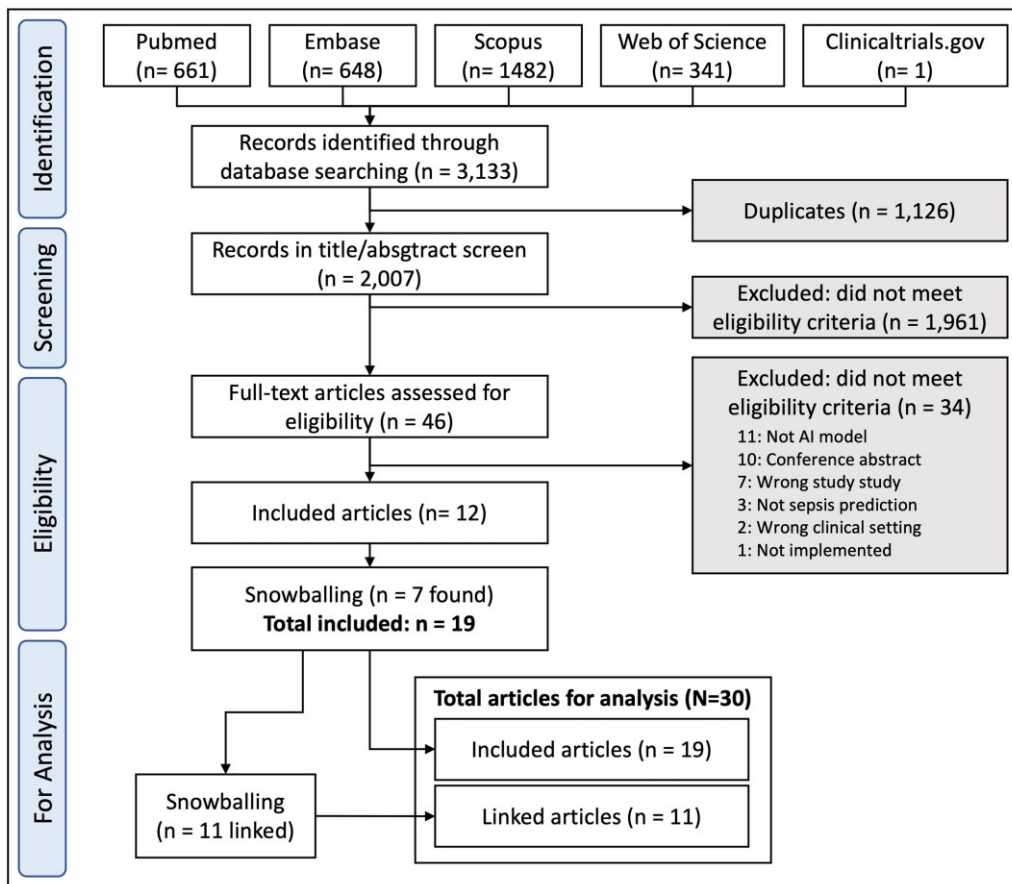 Identification
Pubmed
(n= 661)
Embase
(n= 648)
Scopus
(n= 1482)
Web of Science
(n= 341)
Clinicaltrials.gov
(n= 1)
Records identified through
database searching (n = 3,133)
Duplicates (n = 1,126)
Screening
Records in title/absgtract screen
(n = 2,007)
Excluded: did not meet
eligibility criteria (n = 1,961)
Eligibility
Full-text articles assessed for
eligibility (n = 46)
Excluded: did not meet
eligibility criteria (n = 34)
11: Not AI model
10: Conference abstract
7: Wrong study study
3: Not sepsis prediction
2: Wrong clinical setting
1: Not implemented
Included articles (n= 12)
Snowballing (n = 7 found)
Total included: n = 19
For Analysis
Total articles for analysis (N=30)
Included articles (n = 19)
Snowballing
(n = 11 linked)
Linked articles (n = 11)